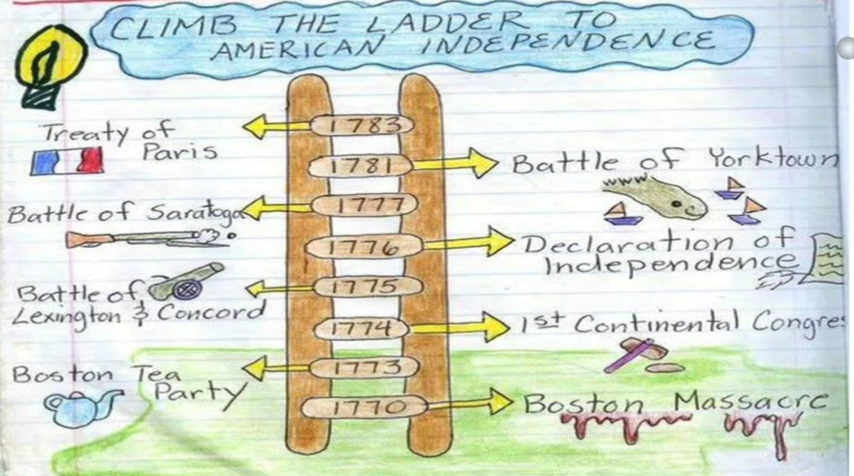 CLIMB THE LADDER TO
AMERICAN INDEPENDENCE
1783
Treaty of
Paris
1781
Battle of Yorktown
1777
Battle of Saratoga
1776
Declaration of
Independence
1775
Battle of
Lexington & Concord
1774
1st Continental Congres
1773
Boston Tea
Party
1770
Boston Massacre